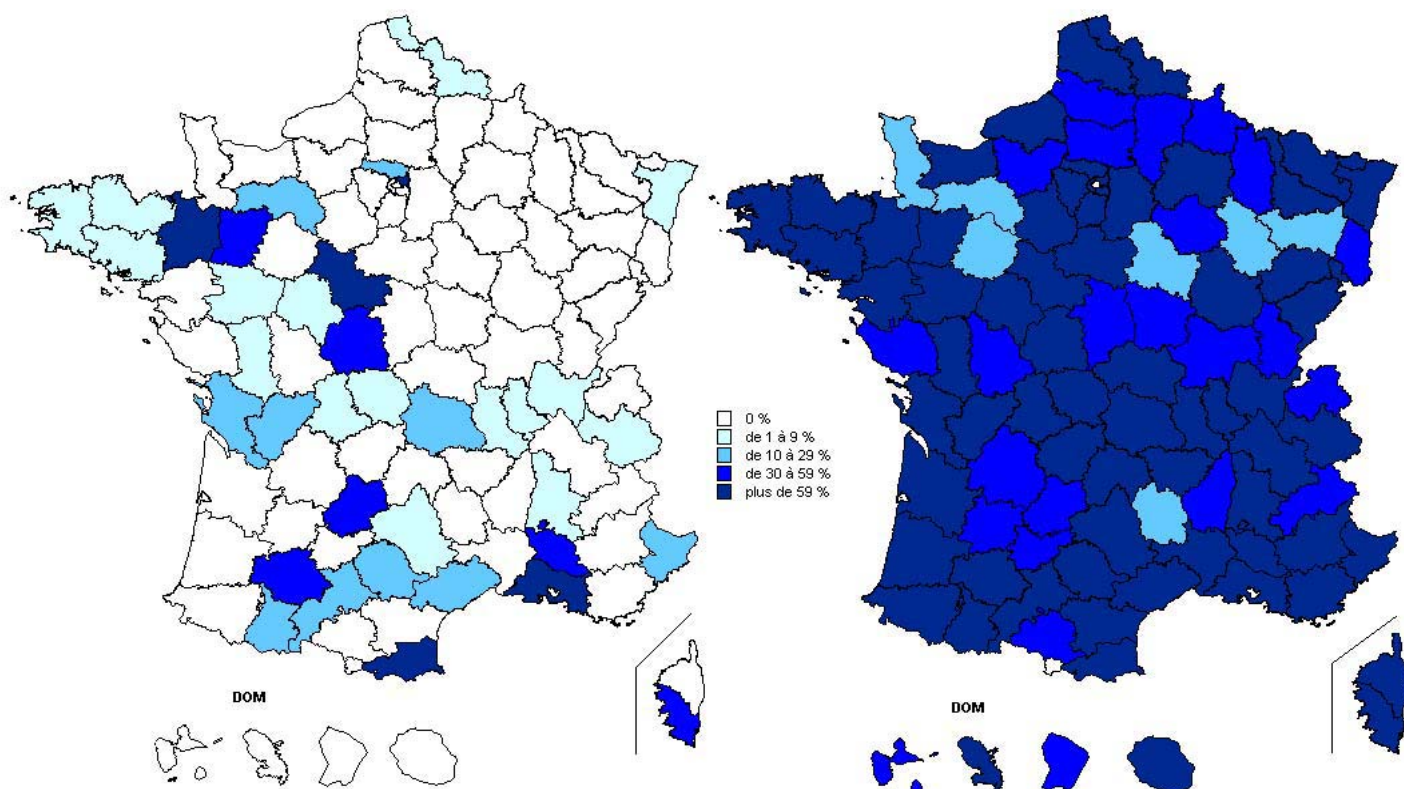 0 %
de 1 à 9 %
de 10 à 29 %
de 30 à 59 %
plus de 59 %
DOM
DOM